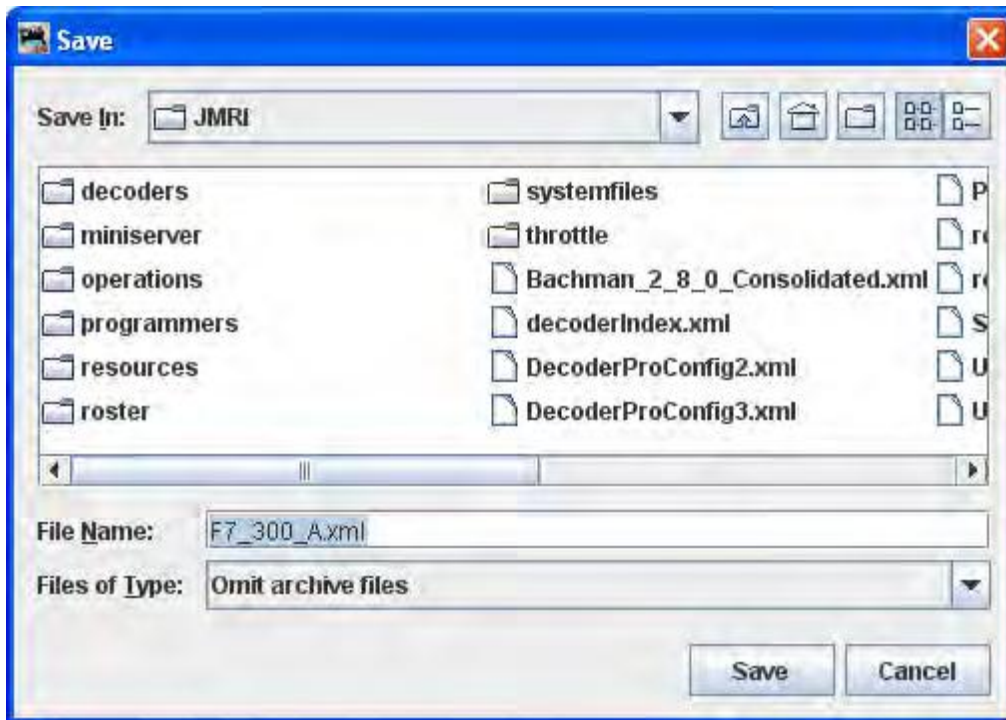 Save
Save In: JMRI
decoders
miniserver
operations
programmers
resources
roster
systemfiles
throttle
Bachman_2_8_0_Consolidated.xml
decoderIndex.xml
DecoderProConfig2.xml
DecoderProConfig3.xml
File Name: F7_300_A.xml
Files of Type: Omit archive files
Save Cancel